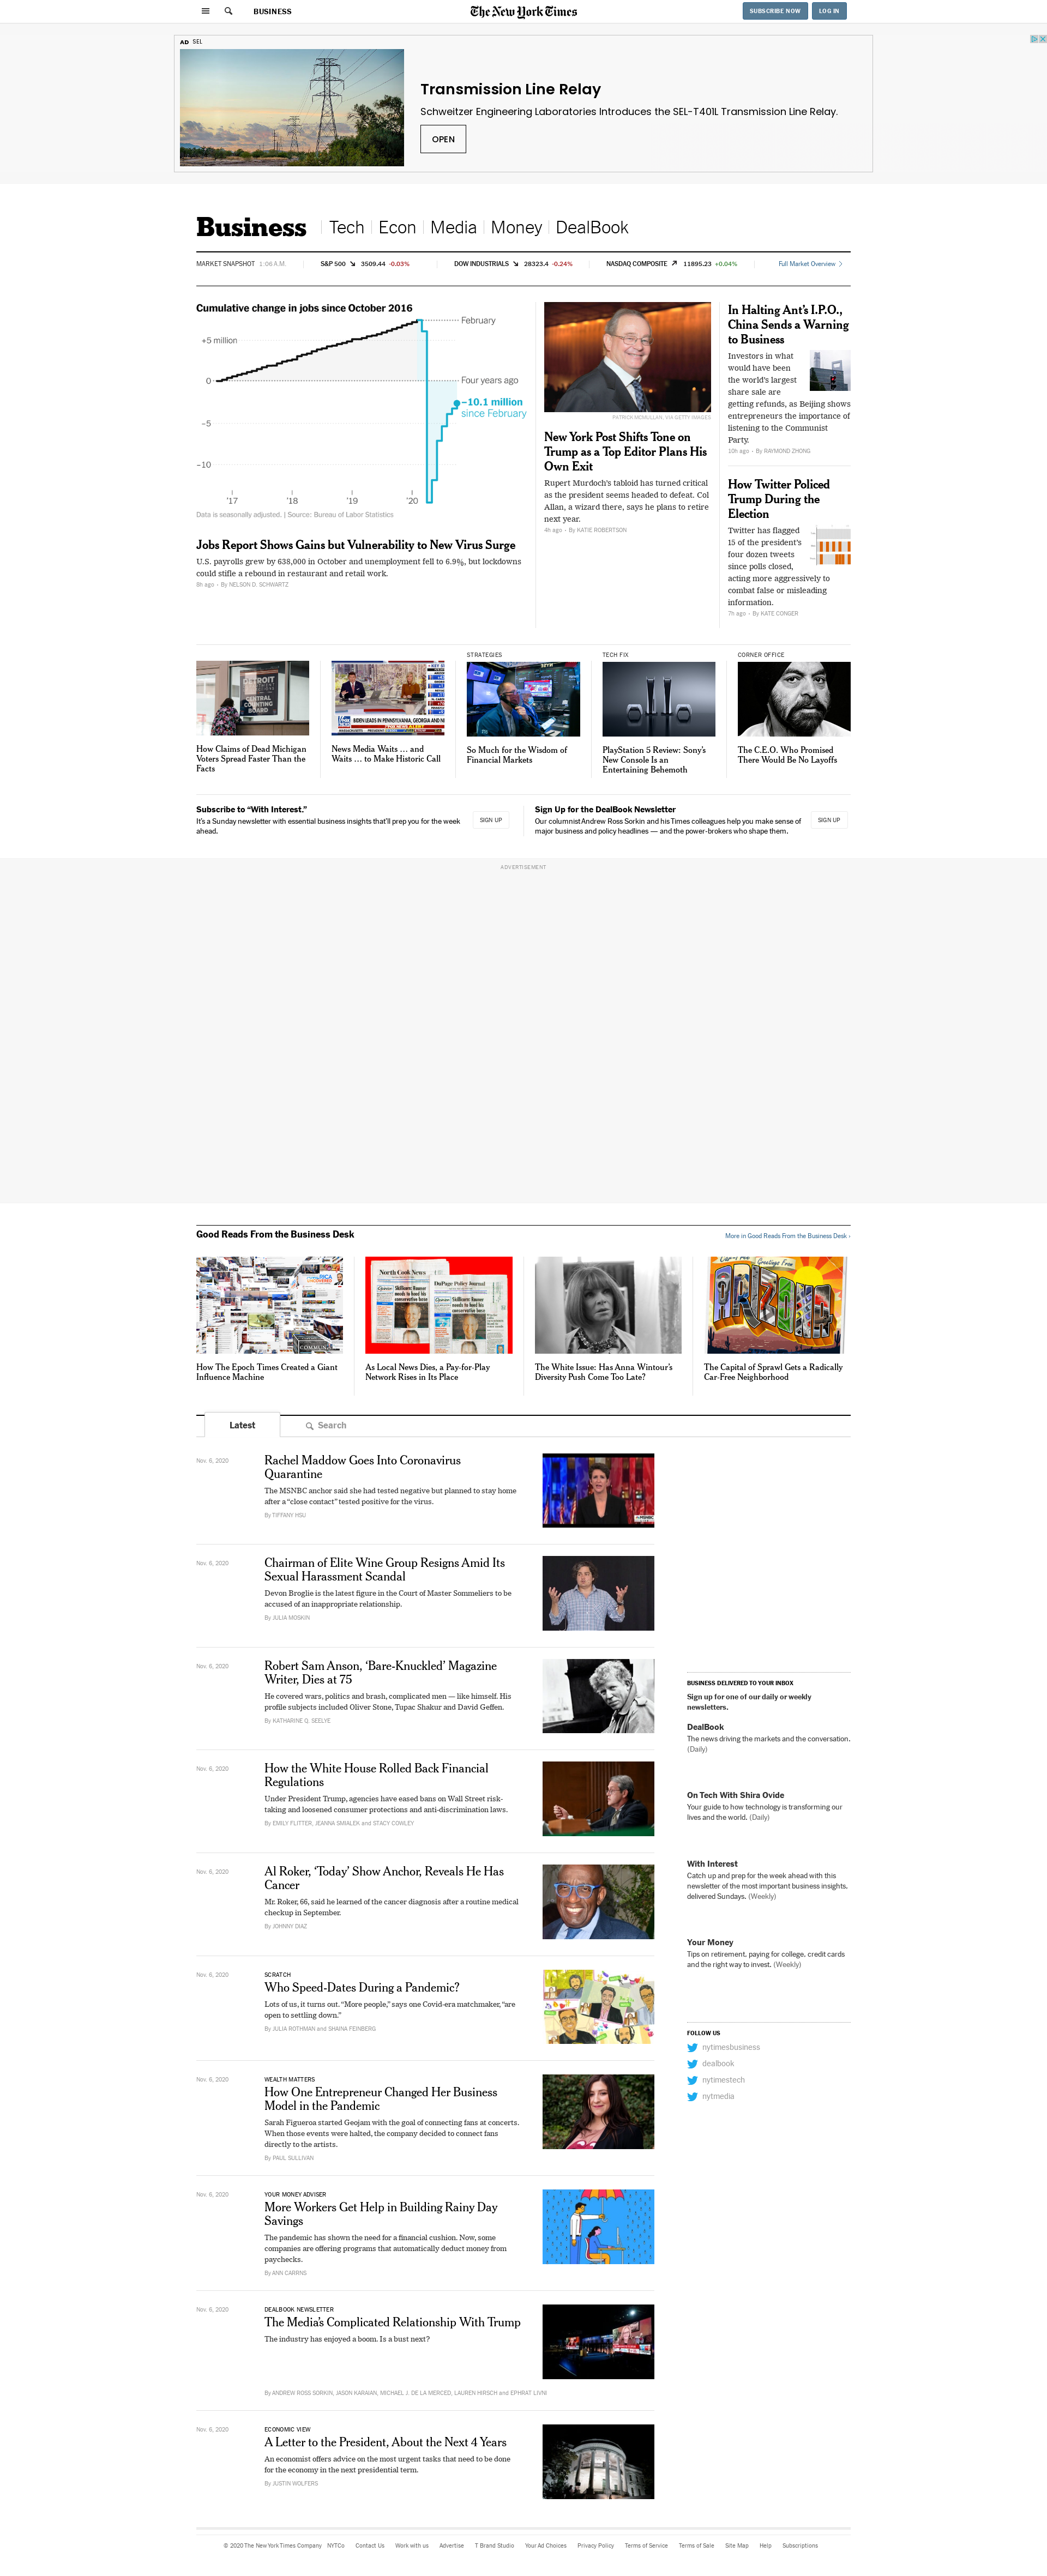 BUSINESS
The New York Times
SUBSCRIBE NOW
LOG IN
AD SEL
Transmission Line Relay
Schweitzer Engineering Laboratories Introduces the SEL-T401L Transmission Line Relay.
OPEN
Business
Tech
Econ
Media
Money
DealBook
MARKET SNAPSHOT 1:06 A.M.
S&P 500 3509.44 -0.03%
DOW INDUSTRIALS 28323.4 -0.24%
NASDAQ COMPOSITE 11895.23 +0.04%
Full Market Overview
Cumulative change in jobs since October 2016
February
+5 million
0
Four years ago
–10.1 million
since February
–5
–10
'17
'18
'19
'20
Data is seasonally adjusted. | Source: Bureau of Labor Statistics
Jobs Report Shows Gains but Vulnerability to New Virus Surge
U.S. payrolls grew by 638,000 in October and unemployment fell to 6.9%, but lockdowns
could stifle a rebound in restaurant and retail work.
8h ago • By NELSON D. SCHWARTZ
PATRICK MCMULLAN, VIA GETTY IMAGES
New York Post Shifts Tone on
Trump as a Top Editor Plans His
Own Exit
Rupert Murdoch's tabloid has turned critical
as the president seems headed to defeat. Col
Allan, a wizard there, says he plans to retire
next year.
4h ago • By KATIE ROBERTSON
In Halting Ant's I.P.O.,
China Sends a Warning
to Business
Investors in what
would have been
the world's largest
share sale are
getting refunds, as Beijing shows
entrepreneurs the importance of
listening to the Communist
Party.
10h ago • By RAYMOND ZHONG
How Twitter Policed
Trump During the
Election
Twitter has flagged
15 of the president's
four dozen tweets
since polls closed,
acting more aggressively to
combat false or misleading
information.
7h ago • By KATE CONGER
How Claims of Dead Michigan
Voters Spread Faster Than the
Facts
BIDEN LEADS IN PENNSYLVANIA, GEORGIA AND NE
News Media Waits … and
Waits … to Make Historic Call
STRATEGIES
So Much for the Wisdom of
Financial Markets
TECH FIX
PlayStation 5 Review: Sony's
New Console Is an
Entertaining Behemoth
CORNER OFFICE
The C.E.O. Who Promised
There Would Be No Layoffs
Subscribe to “With Interest.”
It's a Sunday newsletter with essential business insights that'll prep you for the week
ahead.
SIGN UP
Sign Up for the DealBook Newsletter
Our columnist Andrew Ross Sorkin and his Times colleagues help you make sense of
major business and policy headlines — and the power-brokers who shape them.
SIGN UP
ADVERTISEMENT
Good Reads From the Business Desk
More in Good Reads From the Business Desk ›
How The Epoch Times Created a Giant
Influence Machine
North Cook News
DuPage Policy Journal
As Local News Dies, a Pay-for-Play
Network Rises in Its Place
The White Issue: Has Anna Wintour's
Diversity Push Come Too Late?
Greetings From
ARIZONA
The Capital of Sprawl Gets a Radically
Car-Free Neighborhood
Latest
Search
Nov. 6, 2020
Rachel Maddow Goes Into Coronavirus
Quarantine
The MSNBC anchor said she had tested negative but planned to stay home
after a “close contact” tested positive for the virus.
By TIFFANY HSU
Nov. 6, 2020
Chairman of Elite Wine Group Resigns Amid Its
Sexual Harassment Scandal
Devon Broglie is the latest figure in the Court of Master Sommeliers to be
accused of an inappropriate relationship.
By JULIA MOSKIN
Nov. 6, 2020
Robert Sam Anson, ‘Bare-Knuckled’ Magazine
Writer, Dies at 75
He covered wars, politics and brash, complicated men — like himself. His
profile subjects included Oliver Stone, Tupac Shakur and David Geffen.
By KATHARINE Q. SEELYE
Nov. 6, 2020
How the White House Rolled Back Financial
Regulations
Under President Trump, agencies have eased bans on Wall Street risk-
taking and loosened consumer protections and anti-discrimination laws.
By EMILY FLITTER, JEANNA SMIALEK and STACY COWLEY
Nov. 6, 2020
Al Roker, ‘Today’ Show Anchor, Reveals He Has
Cancer
Mr. Roker, 66, said he learned of the cancer diagnosis after a routine medical
checkup in September.
By JOHNNY DIAZ
Nov. 6, 2020
SCRATCH
Who Speed-Dates During a Pandemic?
Lots of us, it turns out. “More people,” says one Covid-era matchmaker, “are
open to settling down.”
By JULIA ROTHMAN and SHAINA FEINBERG
Nov. 6, 2020
WEALTH MATTERS
How One Entrepreneur Changed Her Business
Model in the Pandemic
Sarah Figueroa started Geojam with the goal of connecting fans at concerts.
When those events were halted, the company decided to connect fans
directly to the artists.
By PAUL SULLIVAN
Nov. 6, 2020
YOUR MONEY ADVISER
More Workers Get Help in Building Rainy Day
Savings
The pandemic has shown the need for a financial cushion. Now, some
companies are offering programs that automatically deduct money from
paychecks.
By ANN CARRNS
Nov. 6, 2020
DEALBOOK NEWSLETTER
The Media's Complicated Relationship With Trump
The industry has enjoyed a boom. Is a bust next?
By ANDREW ROSS SORKIN, JASON KARAIAN, MICHAEL J. DE LA MERCED, LAUREN HIRSCH and EPHRAT LIVNI
Nov. 6, 2020
ECONOMIC VIEW
A Letter to the President, About the Next 4 Years
An economist offers advice on the most urgent tasks that need to be done
for the economy in the next presidential term.
By JUSTIN WOLFERS
BUSINESS DELIVERED TO YOUR INBOX
Sign up for one of our daily or weekly
newsletters.
DealBook
The news driving the markets and the conversation.
(Daily)
On Tech With Shira Ovide
Your guide to how technology is transforming our
lives and the world. (Daily)
With Interest
Catch up and prep for the week ahead with this
newsletter of the most important business insights,
delivered Sundays. (Weekly)
Your Money
Tips on retirement, paying for college, credit cards
and the right way to invest. (Weekly)
FOLLOW US
nytimesbusiness
dealbook
nytimestech
nytmedia
© 2020 The New York Times Company NYTCo Contact Us Work with us Advertise T Brand Studio Your Ad Choices Privacy Policy Terms of Service Terms of Sale Site Map Help Subscriptions